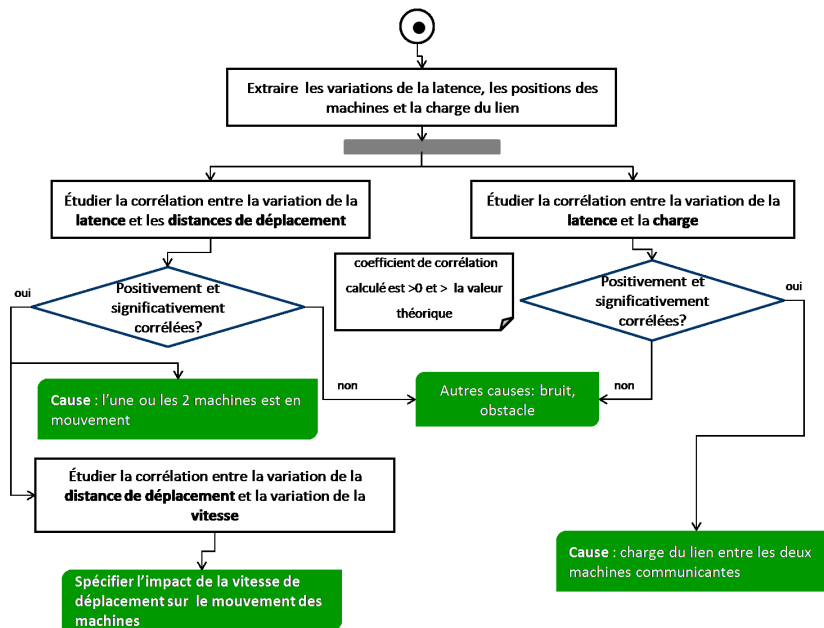 Extraire les variations de la latence, les positions des
machines et la charge du lien
Étudier la corrélation entre la variation de la
latence et les distances de déplacement
Étudier la corrélation entre la variation de la
latence et la charge
oui
Positivement et
significativement
corrélées?
coefficient de corrélation
calculé est >0 et > la valeur
théorique
Positivement et
significativement
corrélées?
oui
non
non
Cause : l'une ou les 2 machines est en
mouvement
Autres causes: bruit,
obstacle
Étudier la corrélation entre la variation de la
distance de déplacement et la variation de la
vitesse
Cause : charge du lien entre les deux
machines communicantes
Spécifier l'impact de la vitesse de
déplacement sur le mouvement des
machines